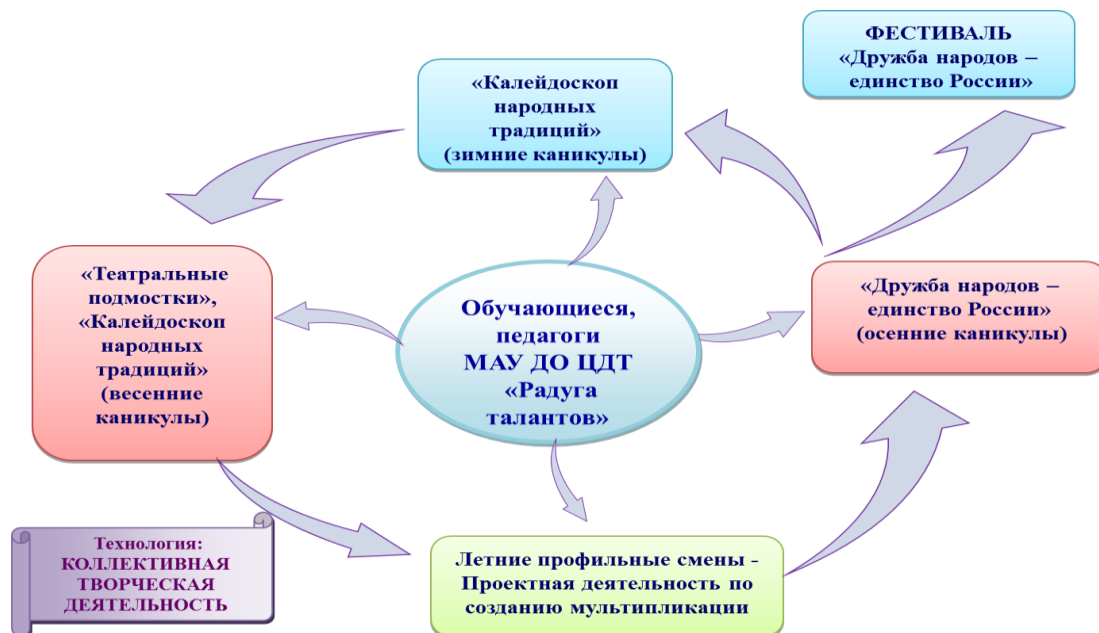 ФЕСТИВАЛЬ
«Дружба народов –
единство России»
«Калейдоскоп
народных
традиций»
(зимние каникулы)
«Театральные
подмостки»,
«Калейдоскоп
народных
традиций»
(весенние
каникулы)
Обучающиеся,
педагоги
МАУ ДО ЦДТ
«Радуга
талантов»
«Дружба народов –
единство России»
(осенние каникулы)
Технология:
КОЛЛЕКТИВНАЯ
ТВОРЧЕСКАЯ
ДЕЯТЕЛЬНОСТЬ
Летние профильные смены -
Проектная деятельность по
созданию мультипликации